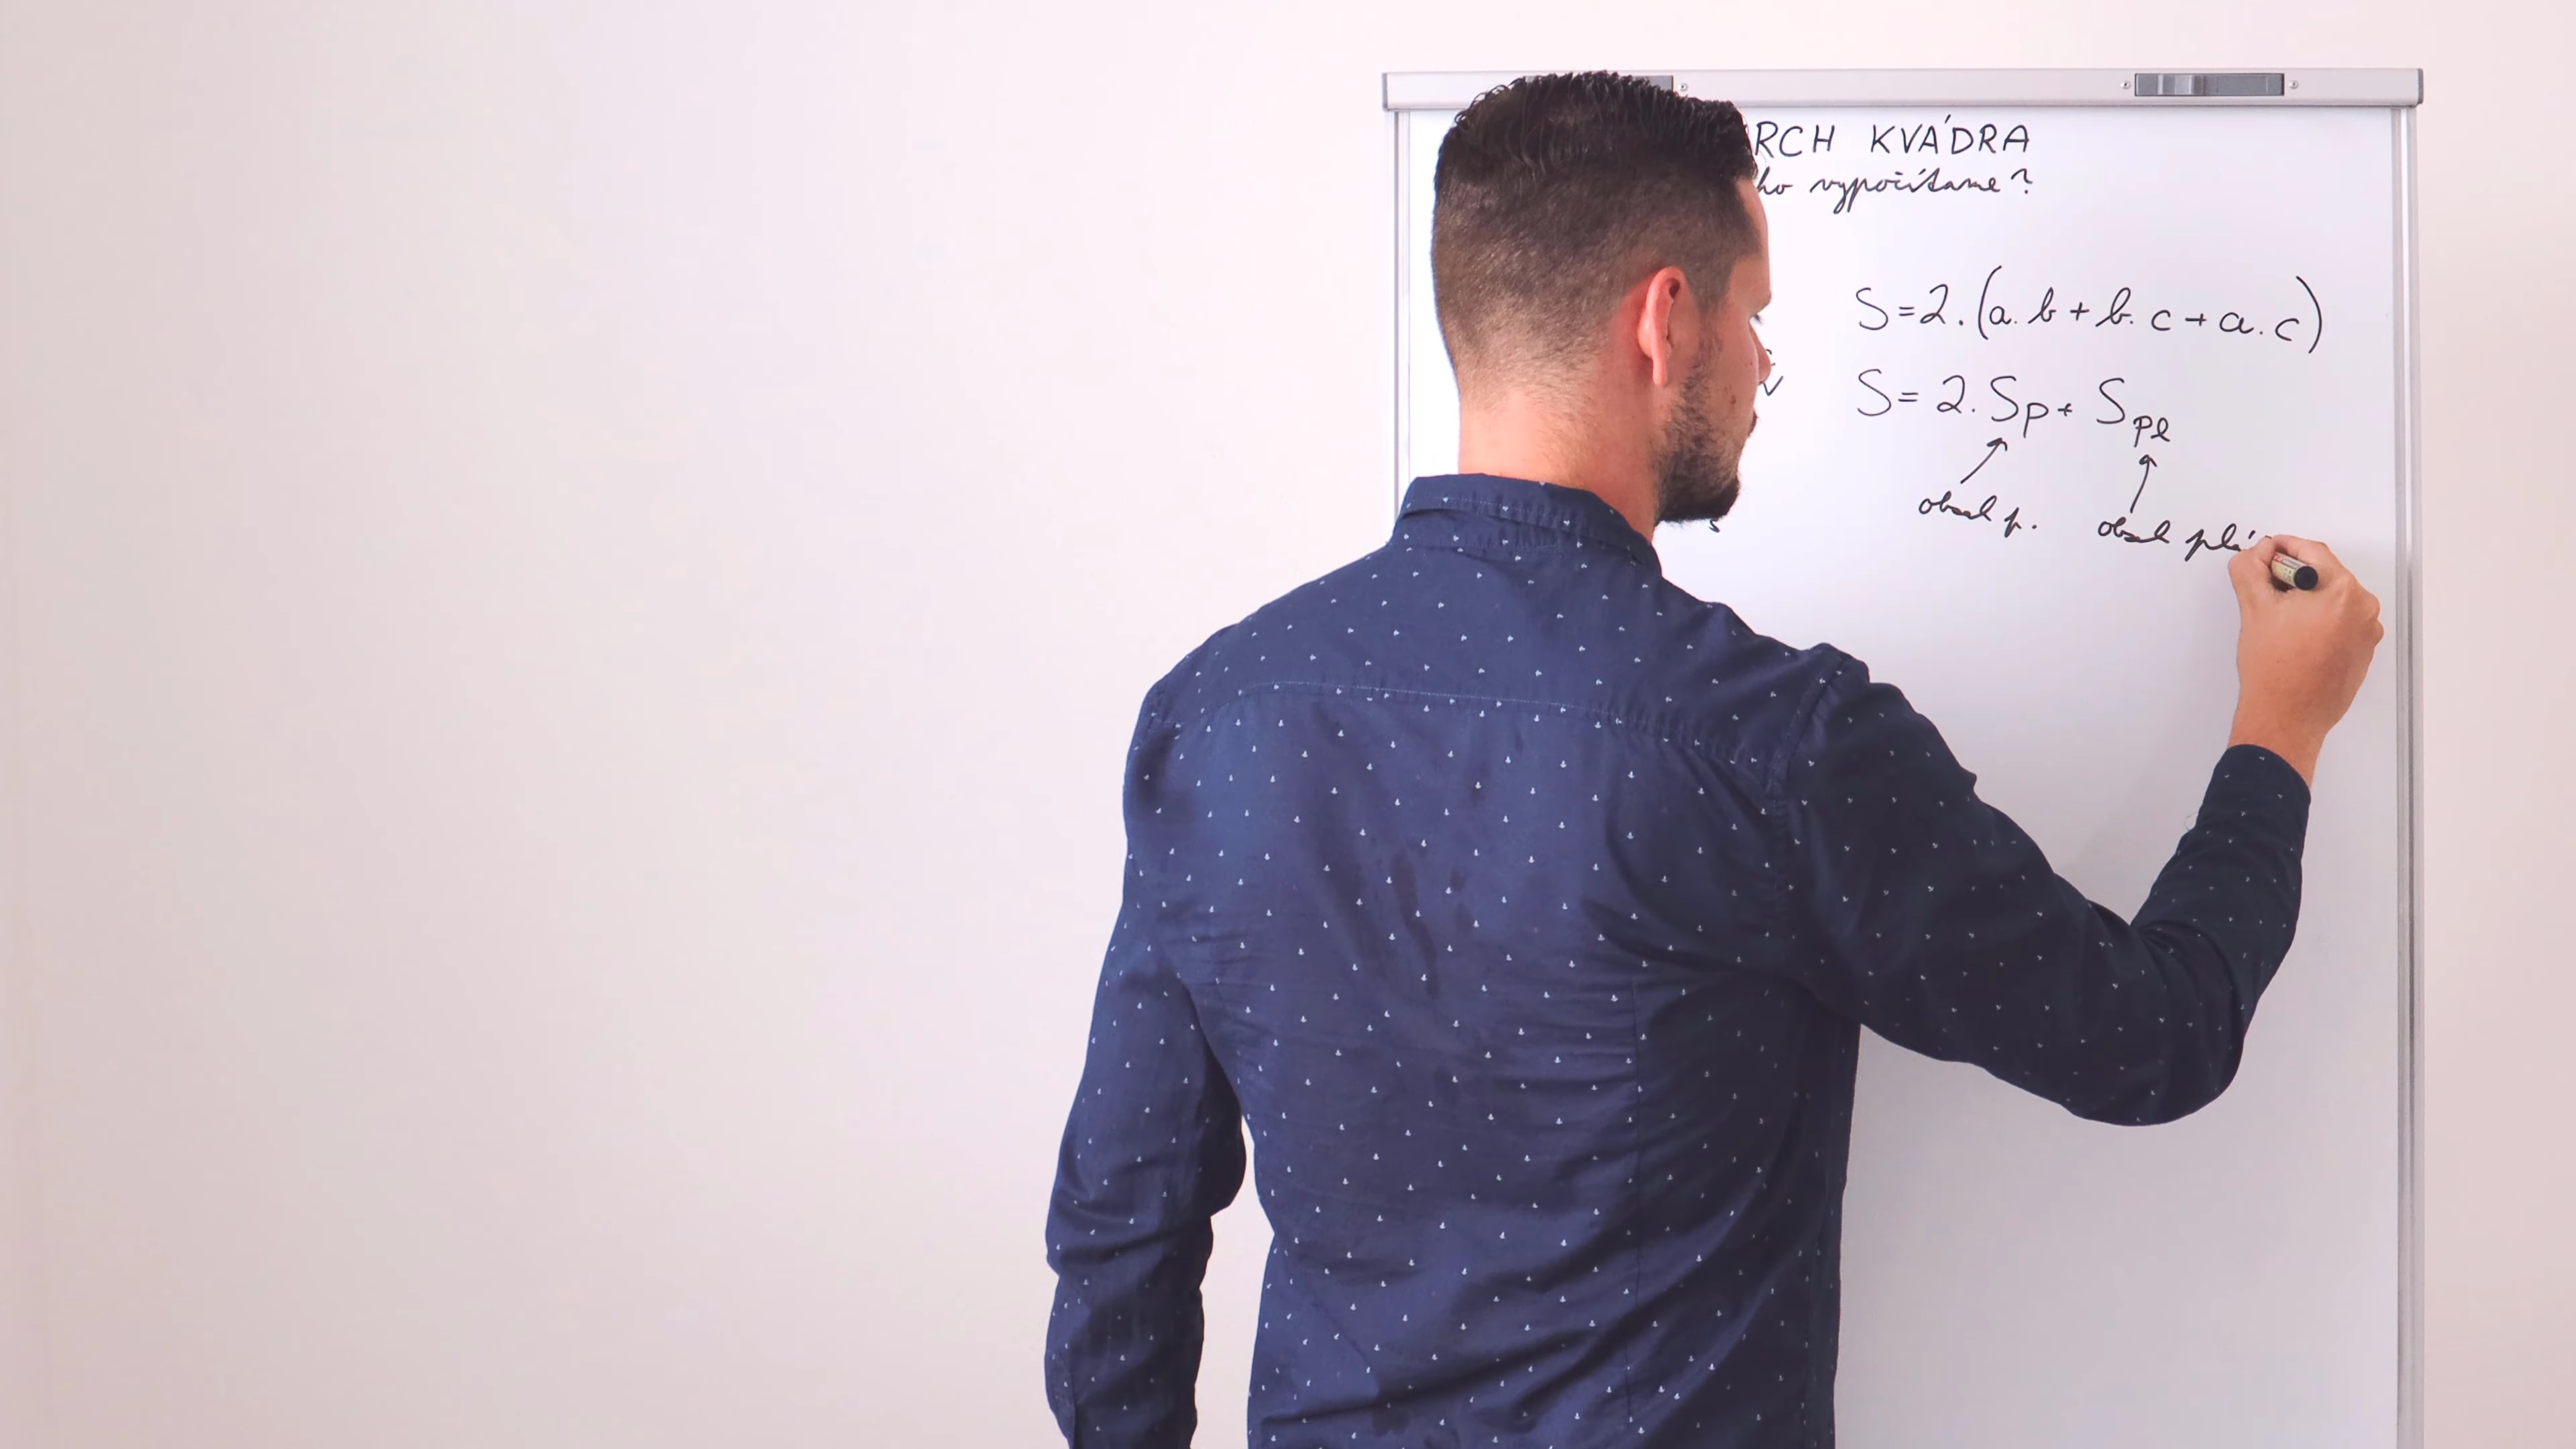 RCH KVÁDRA
ho vypočítame?
S=2.(a.b+b.c+a.c)
S=2.Sp+Spl
obsah p. obsah plá